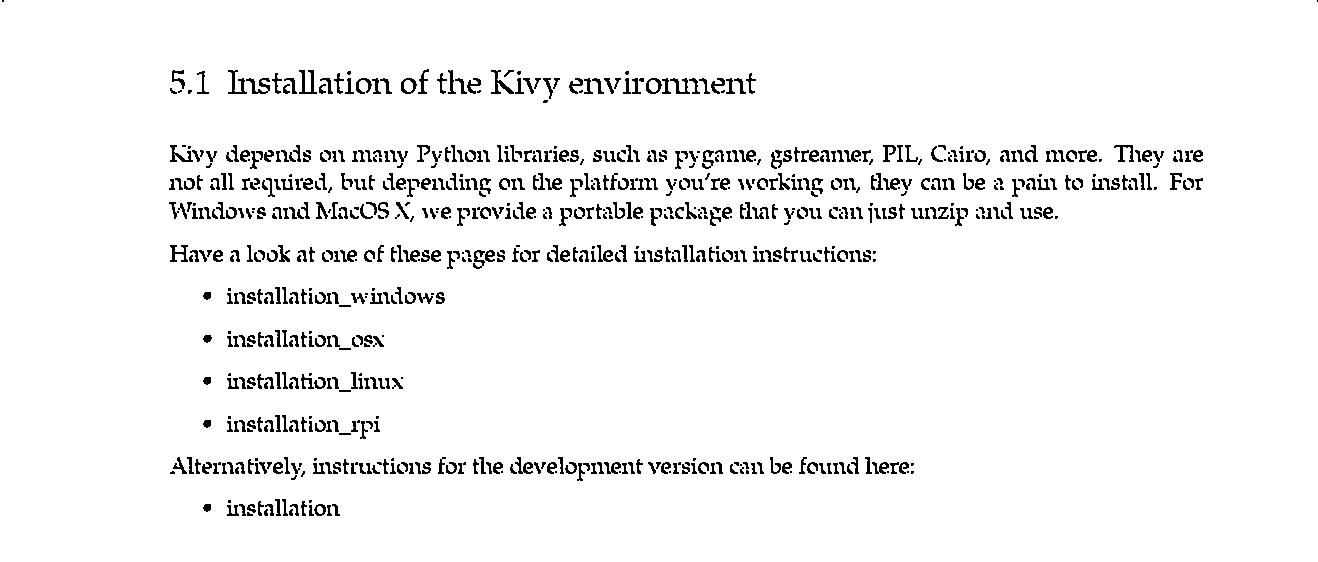 5.1 Installation of the Kivy environment
Kivy depends on many Python libraries, such as pygame, gstreamer, PIL, Cairo, and more. They are
not all required, but depending on the platform you're working on, they can be a pain to install. For
Windows and MacOS X, we provide a portable package that you can just unzip and use.
Have a look at one of these pages for detailed installation instructions:
• installation_windows
• installation_osx
• installation_linux
• installation_rpi
Alternatively, instructions for the development version can be found here:
• installation